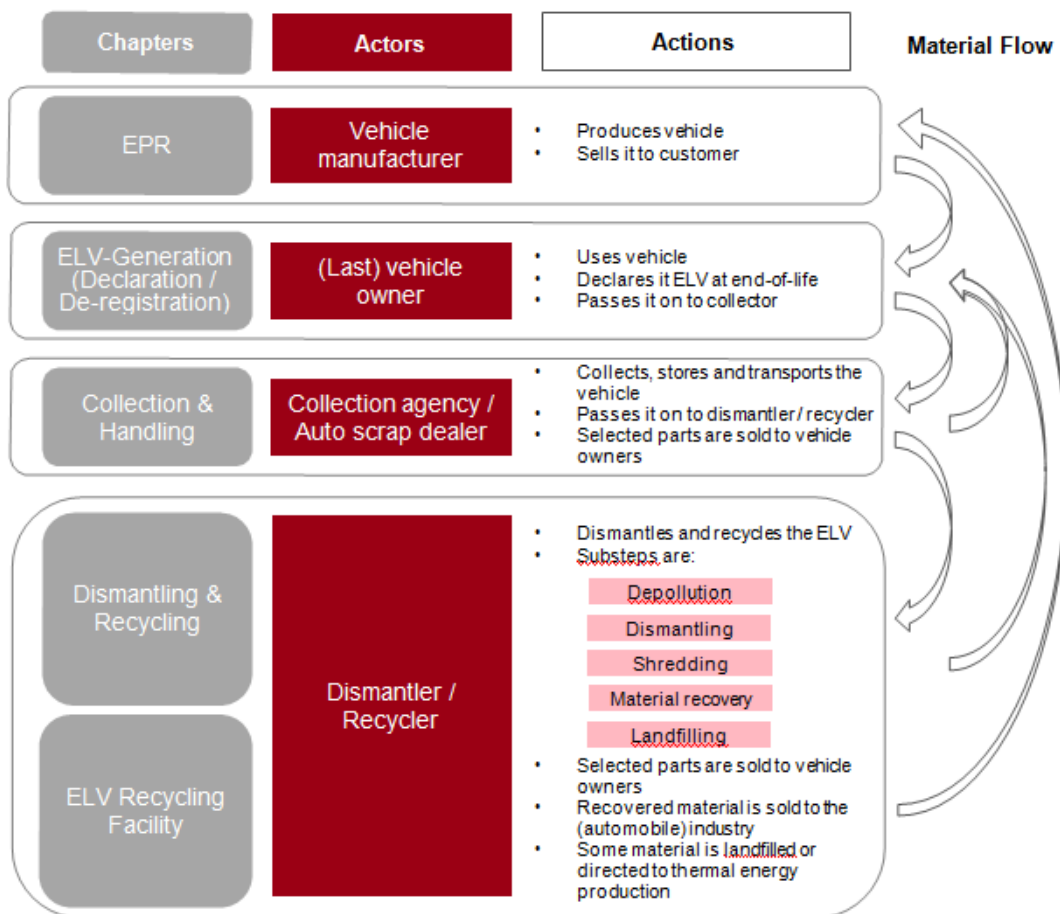 Chapters
Actors
Actions
Material Flow
EPR
Vehicle
manufacturer
• Produces vehicle
• Sells it to customer
ELV-Generation
(Declaration /
De-registration)
(Last) vehicle
owner
• Uses vehicle
• Declares it ELV at end-of-life
• Passes it on to collector
Collection &
Handling
Collection agency /
Auto scrap dealer
• Collects, stores and transports the
vehicle
• Passes it on to dismantler / recycler
• Selected parts are sold to vehicle
owners
Dismantling &
Recycling
ELV Recycling
Facility
Dismantler /
Recycler
• Dismantles and recycles the ELV
• Substeps are:
Depollution
Dismantling
Shredding
Material recovery
Landfilling
• Selected parts are sold to vehicle
owners
• Recovered material is sold to the
(automobile) industry
• Some material is landfilled or
directed to thermal energy
production